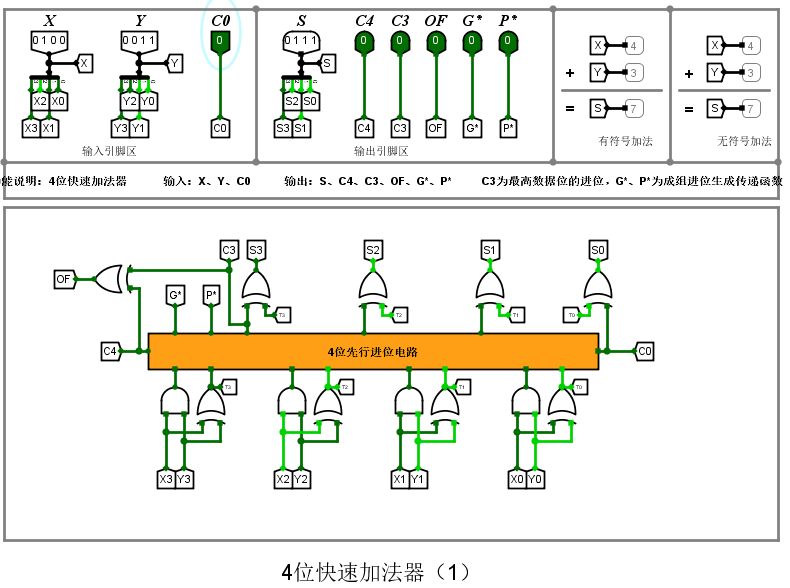 X Y C0 S C4 C3 OF G* P*
0100 0011 0 0111 0 0 0 0 0
X 4 X 4
X Y S
+ Y 3 + Y 3
X2 X0 Y2 Y0 S2 S0
= S 7 = S 7
X3 X1 Y3 Y1 C0 S3 S1 C4 C3 OF G* P*
有符号加法 无符号加法
输入引脚区 输出引脚区
能说明：4位快速加法器 输入：X、Y、C0 输出：S、C4、C3、OF、G*、P* C3为最高数据位的进位，G*、P*为成组进位生成传递函数
C3 S3 S2 S1 S0
OF
G* P*
T3 T2 T1 T0
C4 4位先行进位电路 C0
T3 T2 T1 T0
X3 Y3 X2 Y2 X1 Y1 X0 Y0
4位快速加法器（1）